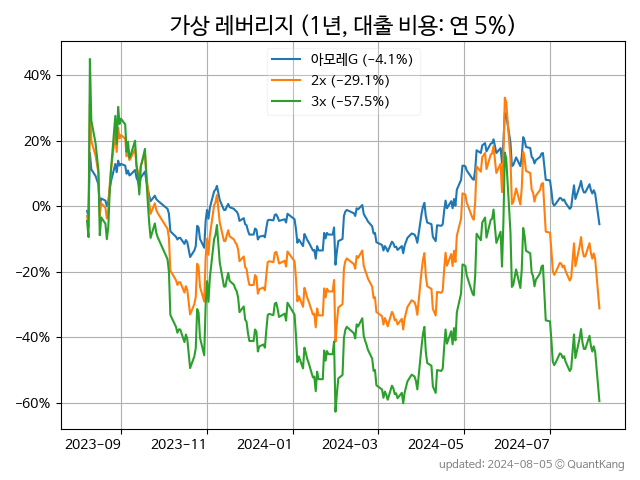 가상 레버리지 (1년, 대출 비용: 연 5%)
아모레G (−4.1%)
2x (−29.1%)
3x (−57.5%)
40%
20%
0%
−20%
−40%
−60%
2023-09 2023-11 2024-01 2024-03 2024-05 2024-07
updated: 2024-08-05 © QuantKang